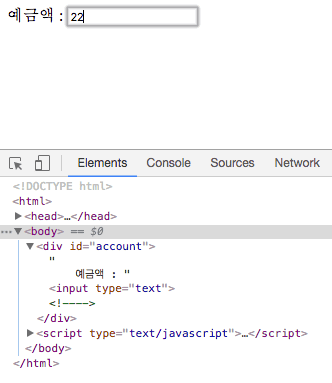 예금액 : 22
Elements Console Sources Network
<!DOCTYPE html>
<html>
▶<head>…</head>
…▼<body> == $0
▼<div id="account">
"
예금액 : "
<input type="text">
<!---->
</div>
▶<script type="text/javascript">…</script>
</body>
</html>